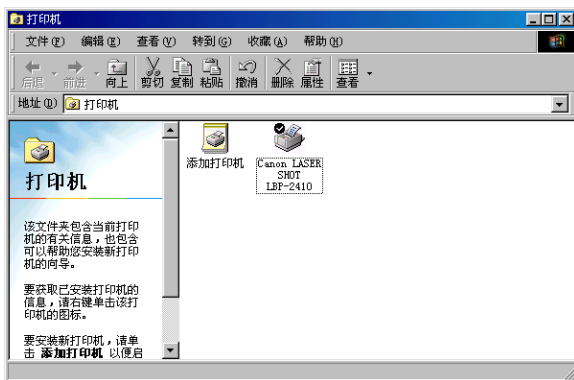 打印机
文件(F) 编辑(E) 查看(V) 转到(G) 收藏(A) 帮助(H)
后退 前进 向上 剪切 复制 粘贴 撤消 删除 属性 查看
地址(D) 打印机
打印机
该文件夹包含当前打印
机的有关信息，也包含
可以帮助您安装新打印
机的向导。
要获取已安装打印机的
信息，请右键单击该打
印机的图标。
要安装新打印机，请单
击 添加打印机 以便启
添加打印机
Canon LASER
SHOT
LBP-2410